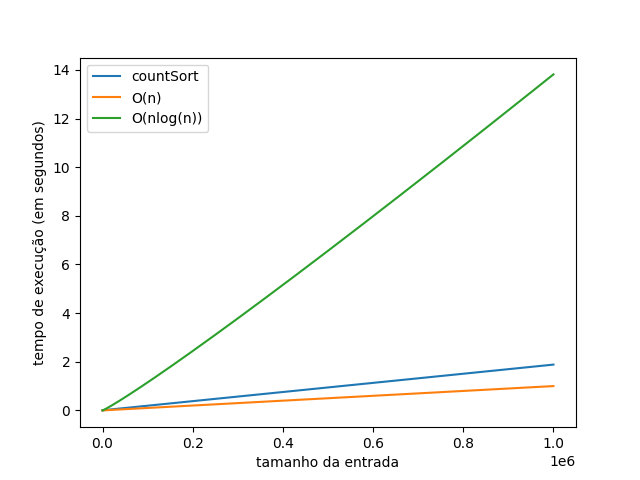 countSort
O(n)
O(nlog(n))
tempo de execução (em segundos)
14
12
10
8
6
4
2
0
0.0 0.2 0.4 0.6 0.8 1.0
1e6
tamanho da entrada